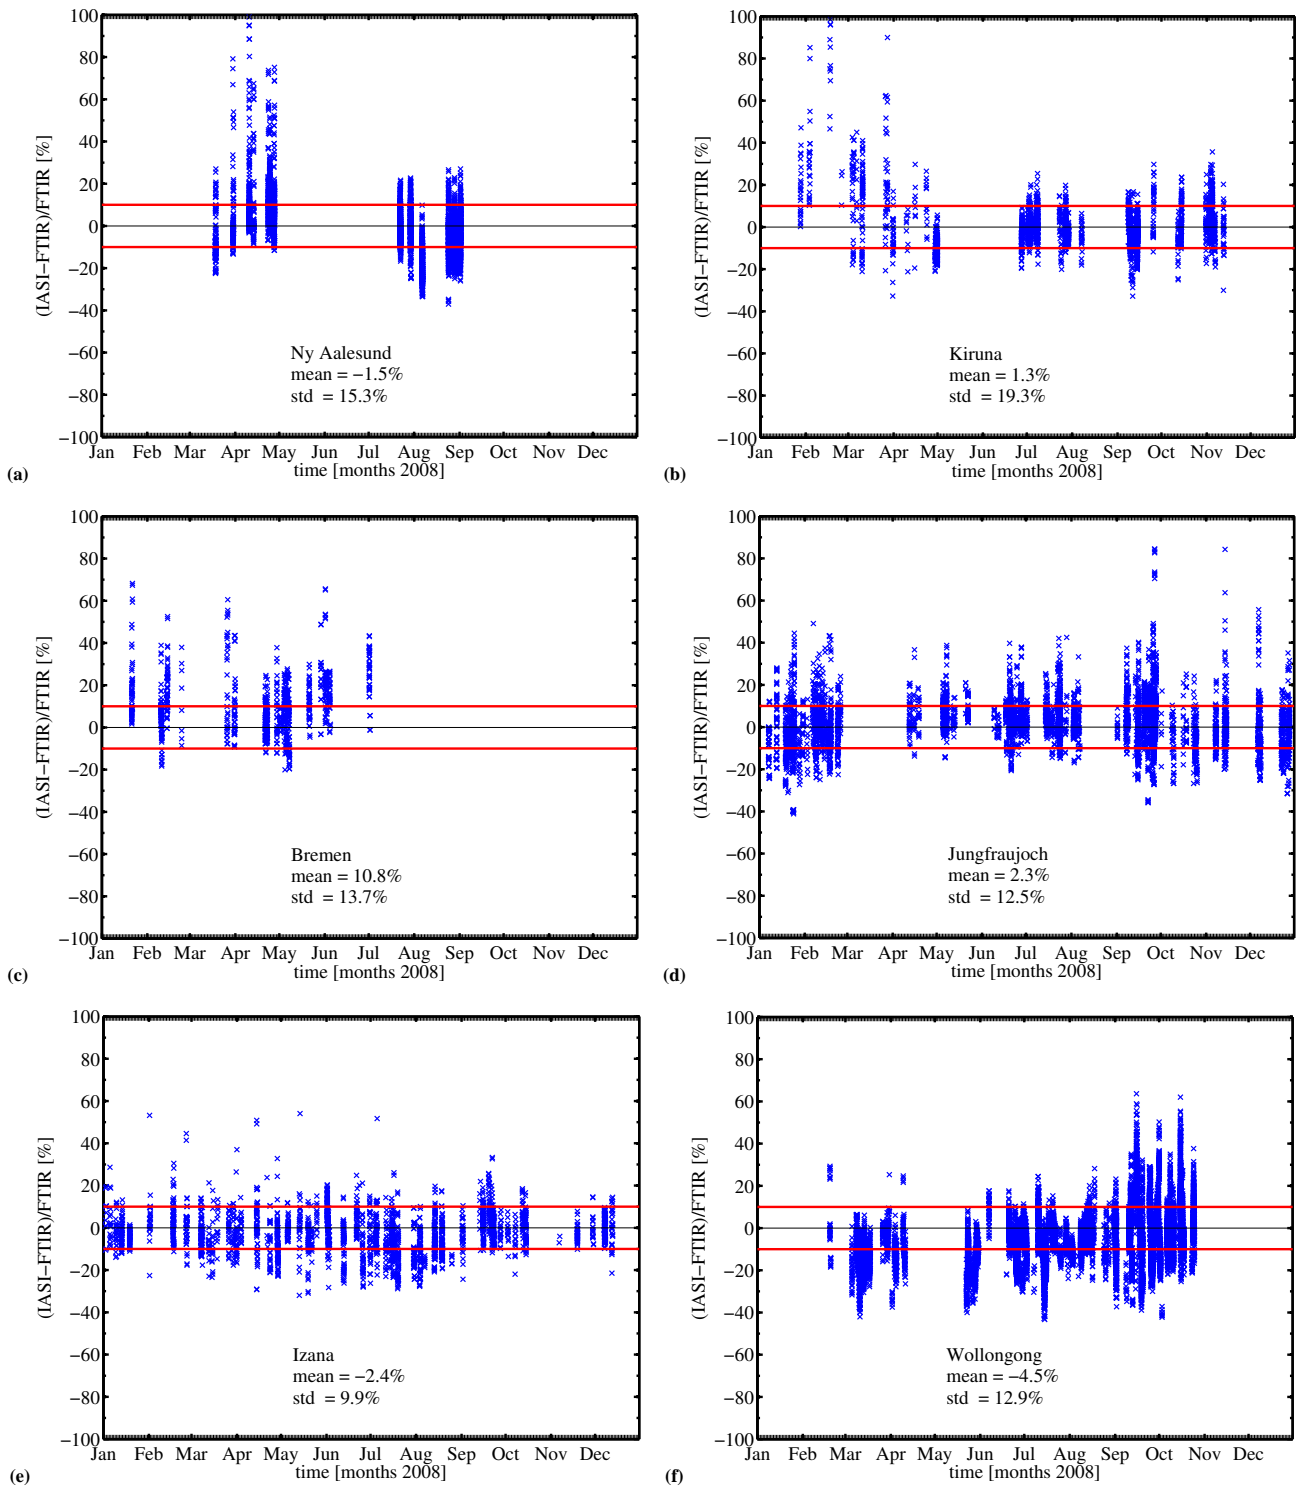 100
80
60
40
20
0
−20
−40
−60
−80
−100
(IASI−FTIR)/FTIR [%]
Ny Aalesund
mean = −1.5%
std = 15.3%
Jan Feb Mar Apr May Jun Jul Aug Sep Oct Nov Dec
time [months 2008]
(a)
100
80
60
40
20
0
−20
−40
−60
−80
−100
(IASI−FTIR)/FTIR [%]
Kiruna
mean = 1.3%
std = 19.3%
Jan Feb Mar Apr May Jun Jul Aug Sep Oct Nov Dec
time [months 2008]
(b)
100
80
60
40
20
0
−20
−40
−60
−80
−100
(IASI−FTIR)/FTIR [%]
Bremen
mean = 10.8%
std = 13.7%
Jan Feb Mar Apr May Jun Jul Aug Sep Oct Nov Dec
time [months 2008]
(c)
100
80
60
40
20
0
−20
−40
−60
−80
−100
(IASI−FTIR)/FTIR [%]
Jungfraujoch
mean = 2.3%
std = 12.5%
Jan Feb Mar Apr May Jun Jul Aug Sep Oct Nov Dec
time [months 2008]
(d)
100
80
60
40
20
0
−20
−40
−60
−80
−100
(IASI−FTIR)/FTIR [%]
Izana
mean = −2.4%
std = 9.9%
Jan Feb Mar Apr May Jun Jul Aug Sep Oct Nov Dec
time [months 2008]
(e)
100
80
60
40
20
0
−20
−40
−60
−80
−100
(IASI−FTIR)/FTIR [%]
Wollongong
mean = −4.5%
std = 12.9%
Jan Feb Mar Apr May Jun Jul Aug Sep Oct Nov Dec
time [months 2008]
(f)